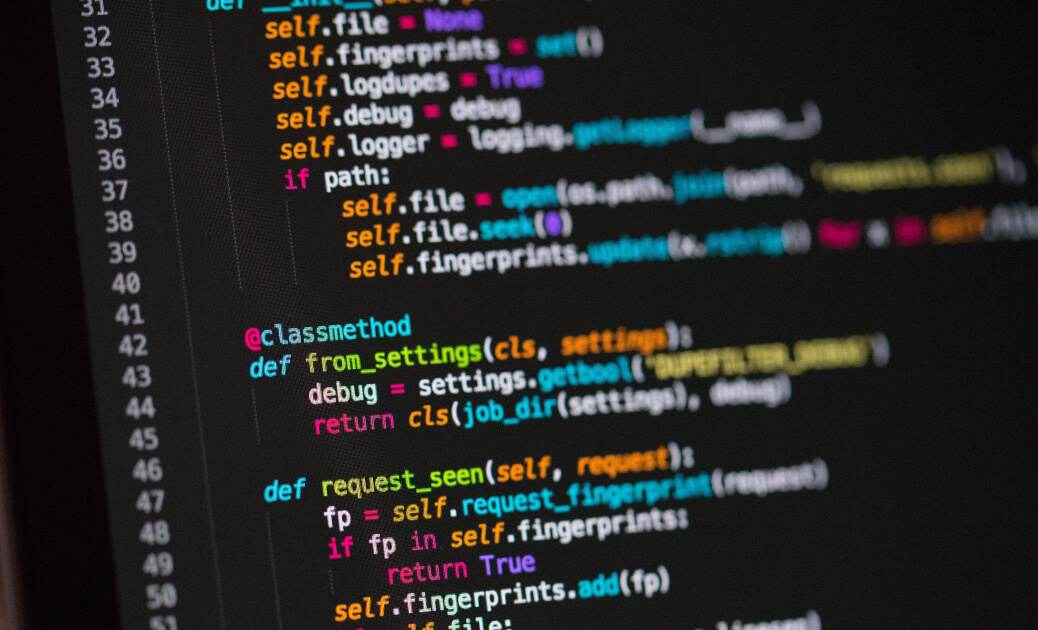 31 def __init__(self,
32 self.file = None
33 self.fingerprints = set()
34 self.logdupes = True
35 self.debug = debug
36 self.logger = logging.getLogger(__name__)
37 if path:
38 self.file = open(os.path.join(path, 'requests.seen'),
39 self.file.seek(0)
40 self.fingerprints.update(x.rstrip() for x in self.file
41
42 @classmethod
43 def from_settings(cls, settings):
44 debug = settings.getbool('DUPEFILTER_DEBUG')
45 return cls(job_dir(settings), debug)
46
47 def request_seen(self, request):
48 fp = self.request_fingerprint(request)
49 if fp in self.fingerprints:
50 return True
51 self.fingerprints.add(fp)
if self.file: